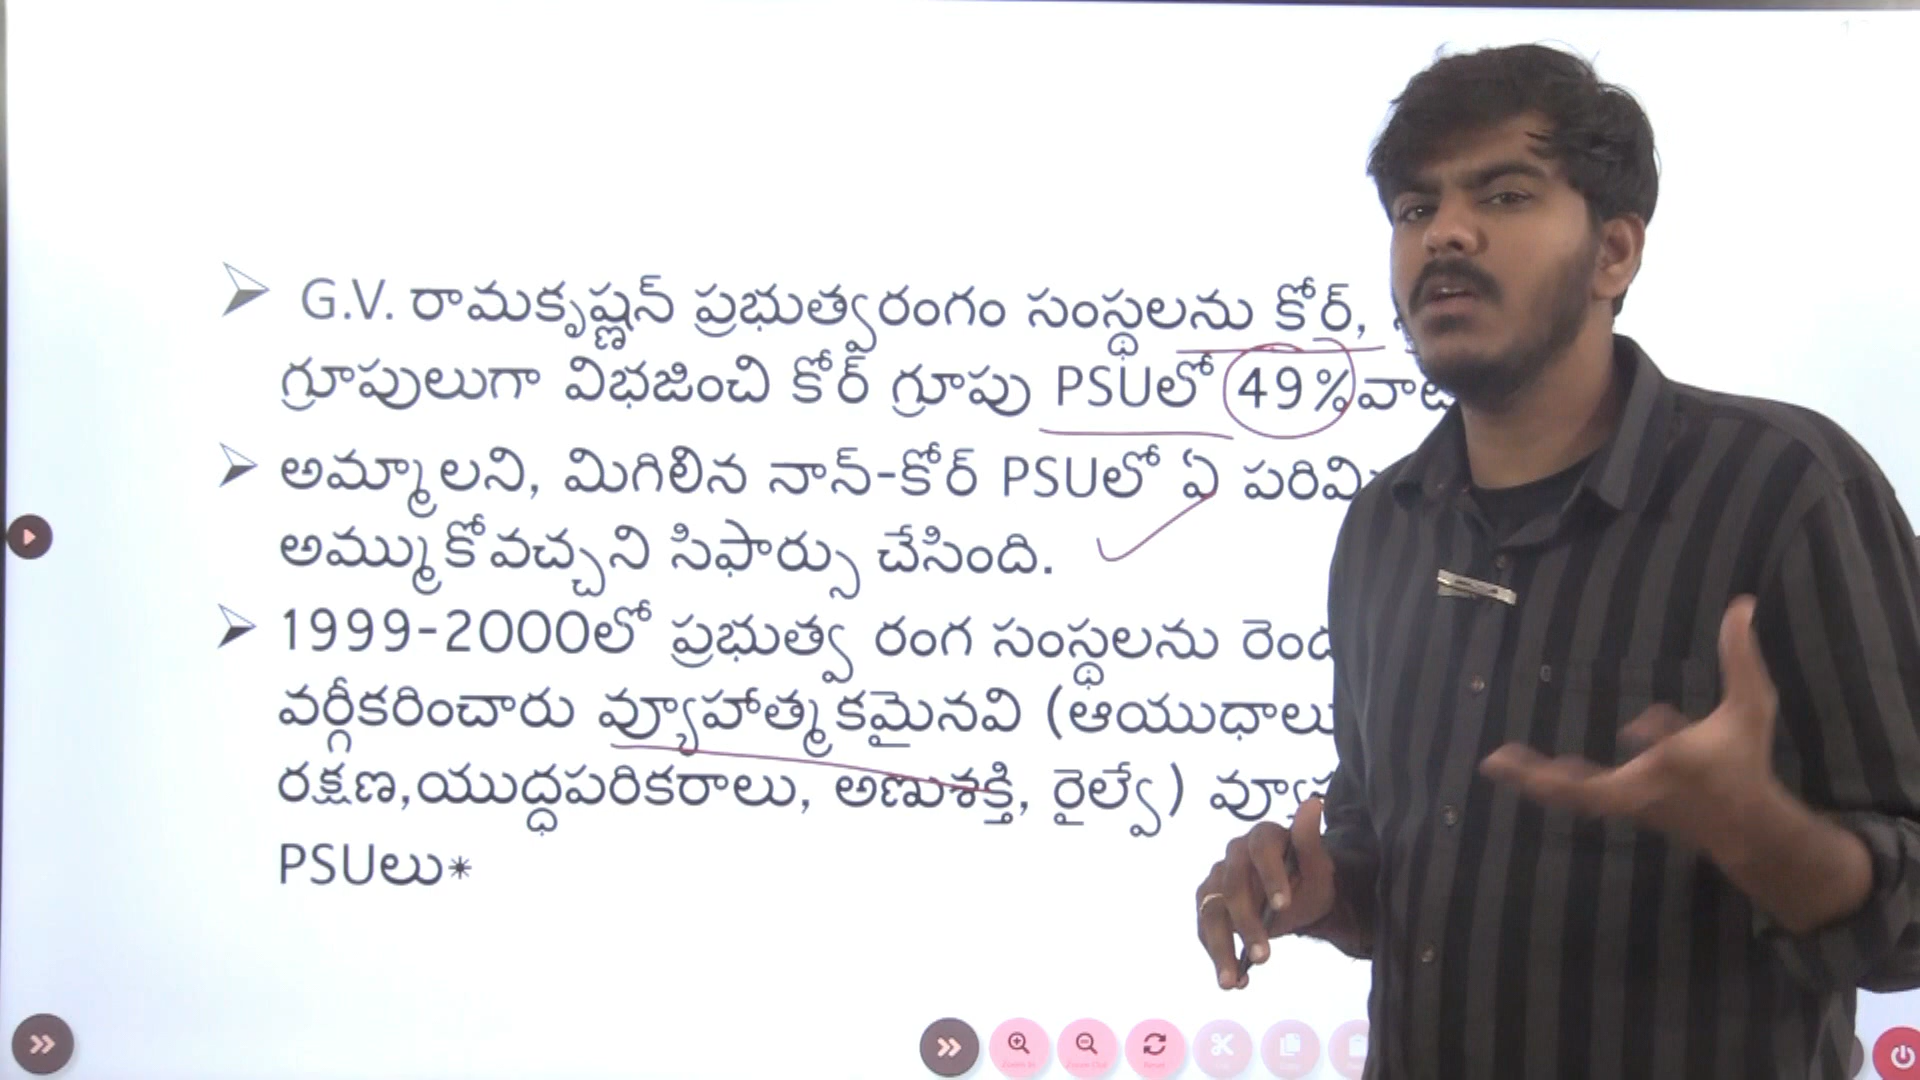 G.V. రామకృష్ణన్ ప్రభుత్వరంగం సంస్థలను కోర్,
గ్రూపులుగా విభజించి కోర్ గ్రూపు PSUలో 49%
అమ్మాలని, మిగిలిన నాన్-కోర్ PSUలో ఏ
అమ్ముకోవచ్చని సిఫార్సు చేసింది.
1999-2000లో ప్రభుత్వ రంగ సంస్థలను
వర్గీకరించారు వ్యూహాత్మకమైనవి (ఆయుధాలు
రక్షణ,యుద్ధపరికరాలు, అణుశక్తి, రైల్వే)
PSUలు*